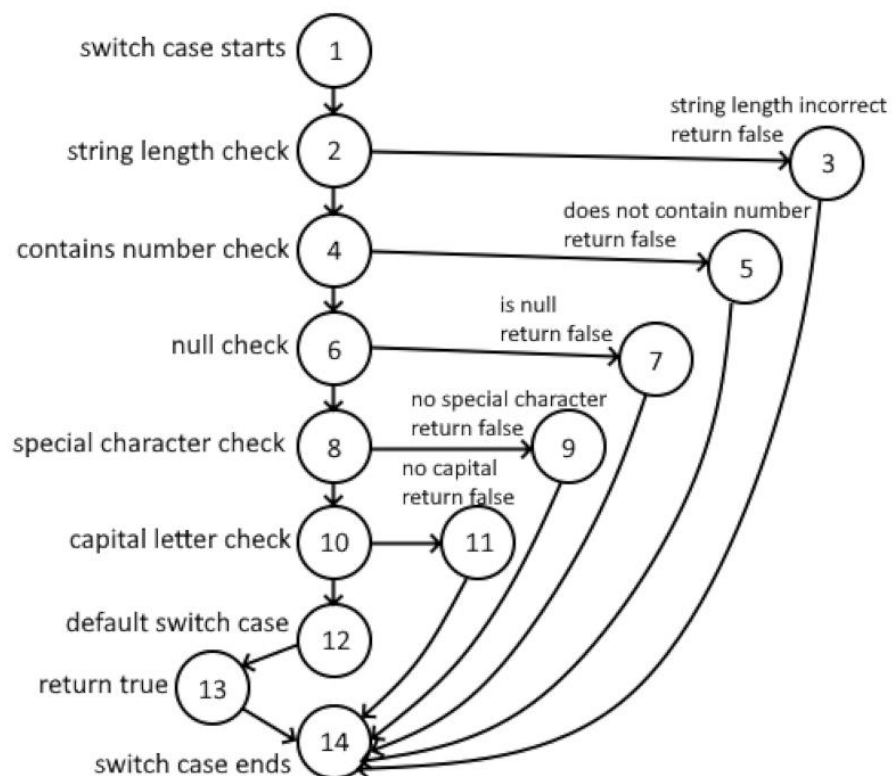 switch case starts
1
string length incorrect
return false
string length check
2
3
does not contain number
return false
contains number check
4
5
is null
return false
null check
6
7
no special character
return false
special character check
8
9
no capital
return false
capital letter check
10
11
default switch case
12
return true
13
14
switch case ends